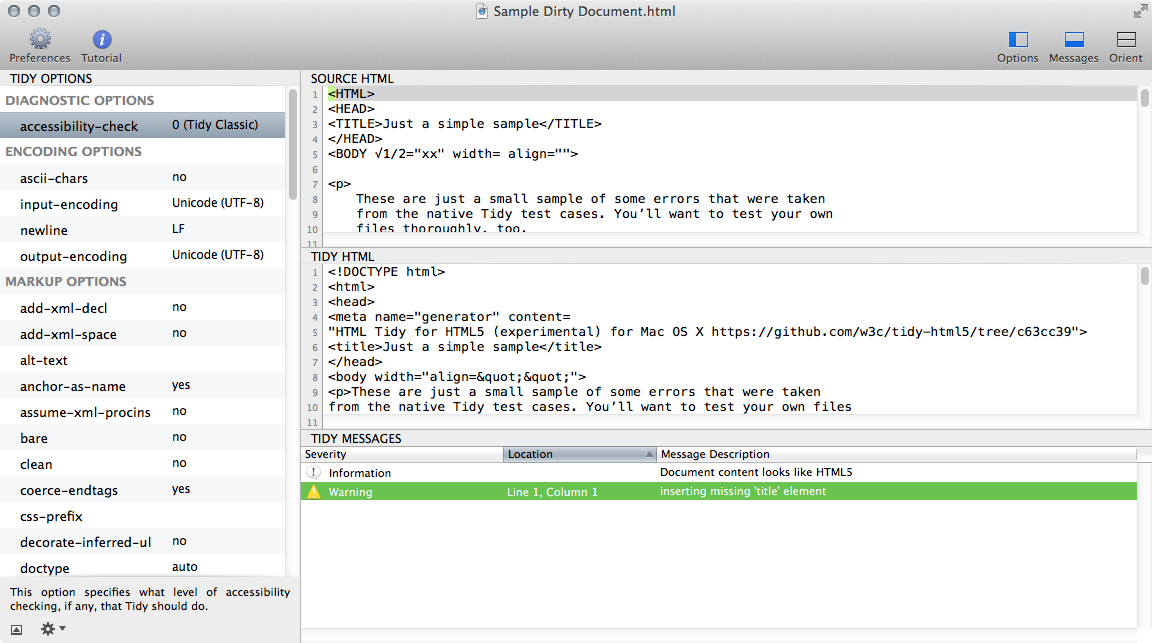 Sample Dirty Document.html
Preferences
Tutorial
Options
Messages
Orient
TIDY OPTIONS
DIAGNOSTIC OPTIONS
accessibility-check 0 (Tidy Classic)
ENCODING OPTIONS
ascii-chars no
input-encoding Unicode (UTF-8)
newline LF
output-encoding Unicode (UTF-8)
MARKUP OPTIONS
add-xml-decl no
add-xml-space no
alt-text
anchor-as-name yes
assume-xml-procins no
bare no
clean no
coerce-endtags yes
css-prefix
decorate-inferred-ul no
doctype auto
This option specifies what level of accessibility
checking, if any, that Tidy should do.
SOURCE HTML
1 <HTML>
2 <HEAD>
3 <TITLE>Just a simple sample</TITLE>
4 </HEAD>
5 <BODY √1/2="xx" width= align="">
6
7 <p>
8 These are just a small sample of some errors that were taken
9 from the native Tidy test cases. You’ll want to test your own
10 files thoroughly, too.
11
TIDY HTML
1 <!DOCTYPE html>
2 <html>
3 <head>
4 <meta name="generator" content=
5 "HTML Tidy for HTML5 (experimental) for Mac OS X https://github.com/w3c/tidy-html5/tree/c63cc39">
6 <title>Just a simple sample</title>
7 </head>
8 <body width="align=&quot;&quot;">
9 <p>These are just a small sample of some errors that were taken
10 from the native Tidy test cases. You’ll want to test your own files
11
TIDY MESSAGES
Severity Location Message Description
Information Document content looks like HTML5
Warning Line 1, Column 1 inserting missing 'title' element